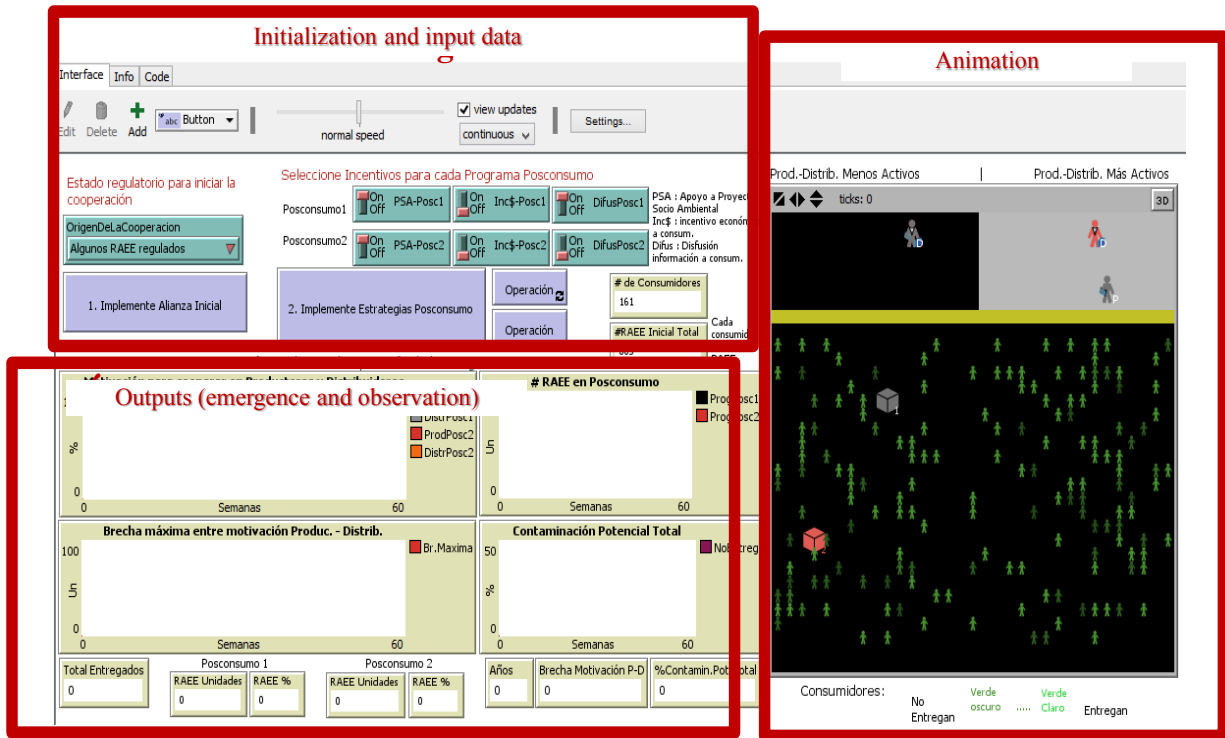 Initialization and input data
Animation
Interface Info Code
Edit Delete Add
abc Button
normal speed
view updates
continuous
Settings...
Estado regulatorio para iniciar la
cooperación
OrigenDeLaCooperacion
Algunos RAEE regulados
1. Implemente Alianza Inicial
Seleccione Incentivos para cada Programa Posconsumo
Posconsumo1
On
Off
PSA-Posc1
On
Off
Inc$-Posc1
On
Off
DifusPosc1
Posconsumo2
On
Off
PSA-Posc2
On
Off
Inc$-Posc2
On
Off
DifusPosc2
PSA : Apoyo a Proyec
Socio Ambiental
Inc$ : incentivo económ
a consum.
Difus : Disfusión
información a consum.
2. Implemente Estrategias Posconsumo
Operación
Operación
# de Consumidores
161
#RAEE Inicial Total
Cada
consumid
Prod.-Distrib. Menos Activos | Prod.-Distrib. Más Activos
ticks: 0
3D
D
D
P
1
2
Outputs (emergence and observation)
%
0
0 Semanas 60
DistrPosc1
ProdPosc2
DistrPosc2
# RAEE en Posconsumo
Un
0
0 Semanas 60
Brecha máxima entre motivación Produc. - Distrib.
100
Un
0
0 Semanas 60
Br.Maxima
Contaminación Potencial Total
50
%
0
0 Semanas 60
Total Entregados
0
Posconsumo 1
RAEE Unidades
0
RAEE %
0
Posconsumo 2
RAEE Unidades
0
RAEE %
0
Años
0
Brecha Motivación P-D
0
%Contamin.Pot
0
Consumidores:
No
Entregan
Verde
oscuro
.....
Verde
Claro
Entregan